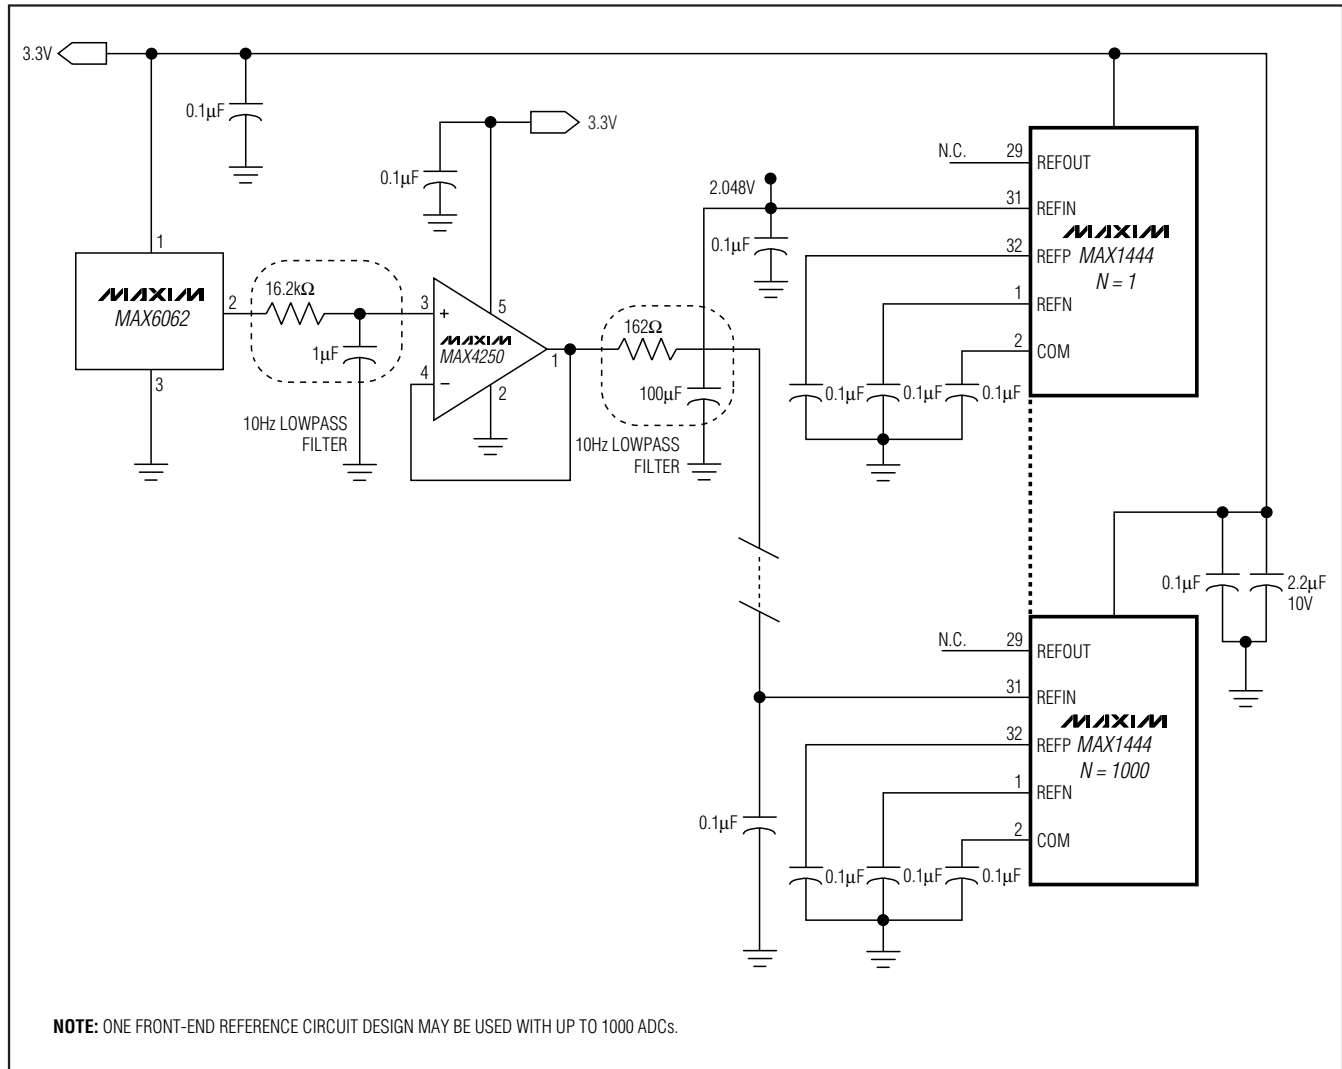 3.3V
0.1µF
3.3V
0.1µF
1
MAXIM
MAX6062
2
3
16.2kΩ
1µF
10Hz LOWPASS
FILTER
3
+
5
MAXIM
MAX4250
4
−
2
1
162Ω
100µF
10Hz LOWPASS
FILTER
2.048V
0.1µF
N.C.
29
REFOUT
31
REFIN
MAXIM
32
REFP
MAX1444
N = 1
1
REFN
2
COM
0.1µF
0.1µF
0.1µF
0.1µF
2.2µF
10V
N.C.
29
REFOUT
31
REFIN
MAXIM
32
REFP
MAX1444
N = 1000
1
REFN
2
COM
0.1µF
0.1µF
0.1µF
0.1µF
NOTE: ONE FRONT-END REFERENCE CIRCUIT DESIGN MAY BE USED WITH UP TO 1000 ADCs.